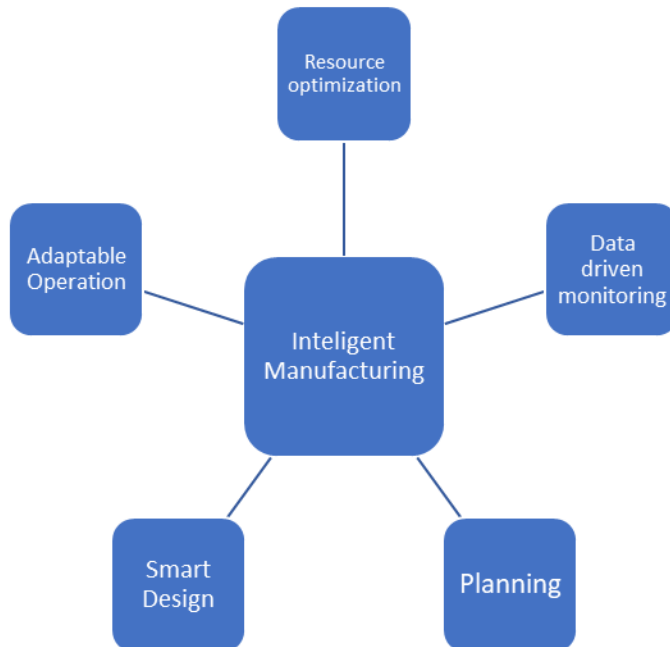 Resource
optimization
Adaptable
Operation
Data
driven
monitoring
Inteligent
Manufacturing
Smart
Design
Planning